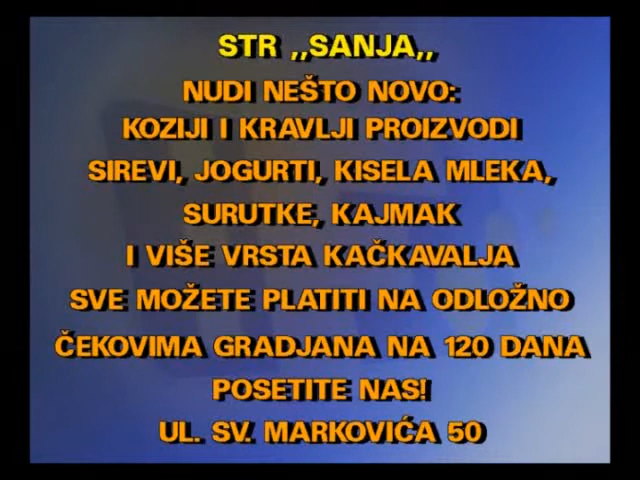 STR ,,SANJA,,
NUDI NEŠTO NOVO:
KOZIJI I KRAVLJI PROIZVODI
SIREVI, JOGURTI, KISELA MLEKA,
SURUTKE, KAJMAK
I VIŠE VRSTA KAČKAVALJA
SVE MOŽETE PLATITI NA ODLOŽNO
ČEKOVIMA GRADJANA NA 120 DANA
POSETITE NAS!
UL. SV. MARKOVIĆA 50